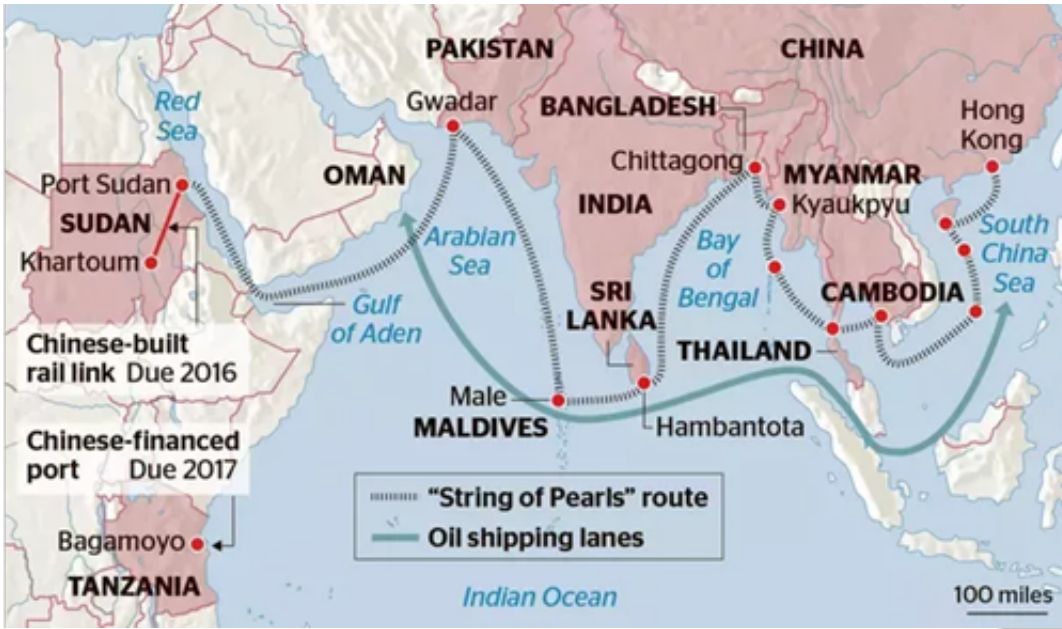 PAKISTAN
CHINA
Red
Sea
Gwadar
BANGLADESH
Hong
Kong
Chittagong
OMAN
MYANMAR
Port Sudan
SUDAN
INDIA
Kyaukpyu
Khartoum
Arabian
Sea
Bay
of
Bengal
South
China
Sea
Gulf
of Aden
SRI
LANKA
CAMBODIA
Chinese-built
rail link Due 2016
THAILAND
Male
MALDIVES
Hambantota
Chinese-financed
port Due 2017
"String of Pearls" route
Oil shipping lanes
Bagamoyo
TANZANIA
Indian Ocean
100 miles